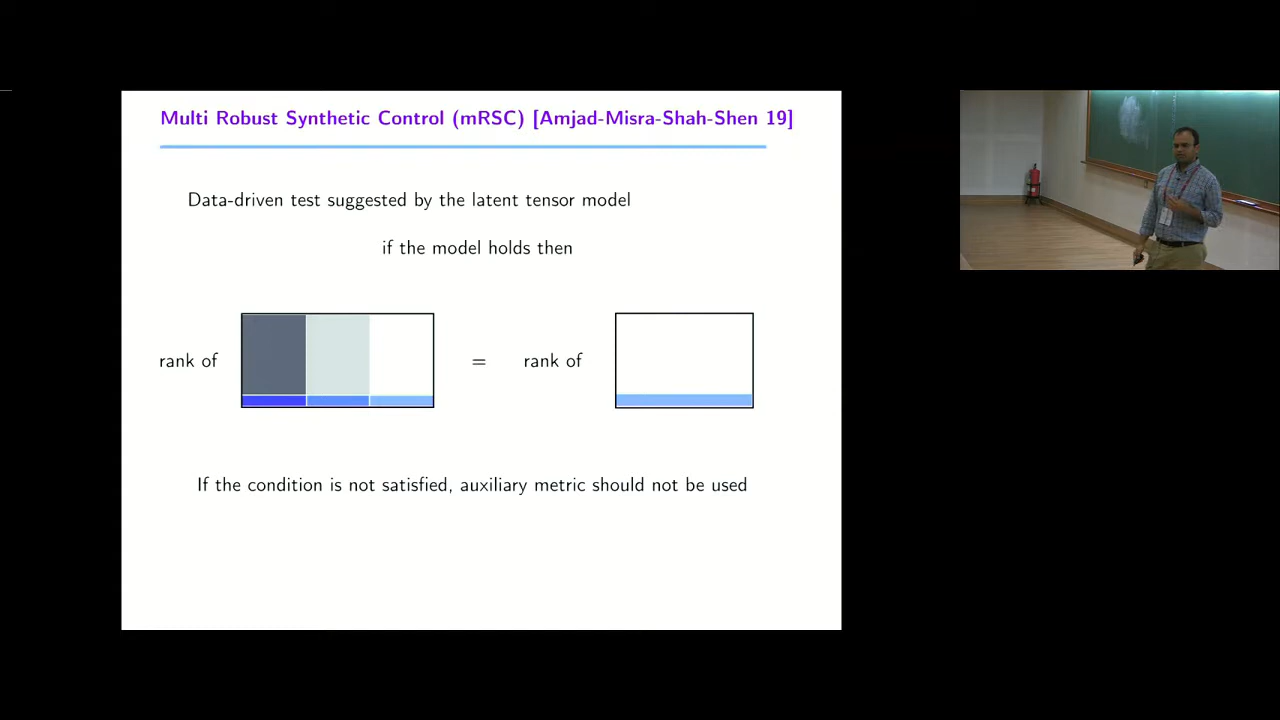 Multi Robust Synthetic Control (mRSC) [Amjad-Misra-Shah-Shen 19]
Data-driven test suggested by the latent tensor model
if the model holds then
rank of = rank of
If the condition is not satisfied, auxiliary metric should not be used